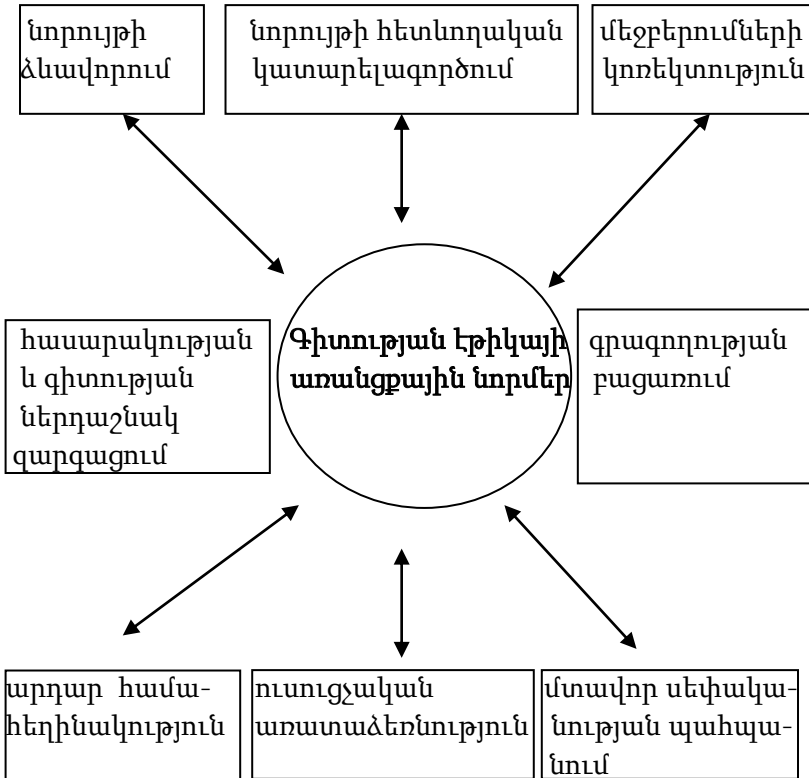 նորույթի
ձևավորում
նորույթի հետևողական
կատարելագործում
մեջբերումների
կոռեկտություն
հասարակության
և գիտության
ներդաշնակ
զարգացում
Գիտության էթիկայի
առանցքային նորմեր
գրագողության
բացառում
արդար համա-
հեղինակություն
ուսուցչական
առատաձեռնություն
մտավոր սեփակա-
նության պահպա-
նում